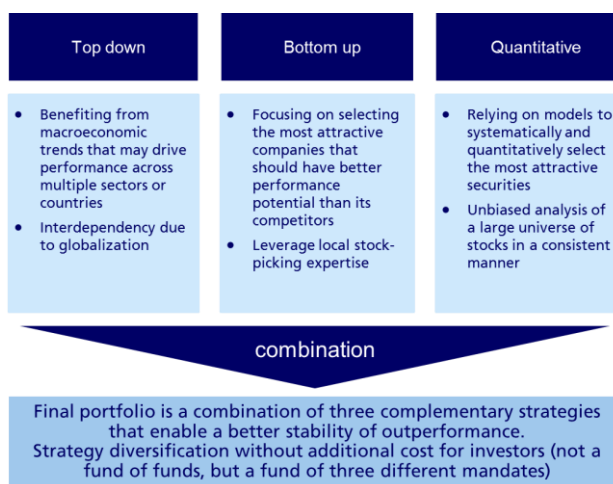 Top down
• Benefiting from
macroeconomic
trends that may drive
performance across
multiple sectors or
countries
• Interdependency due
to globalization
Bottom up
• Focusing on selecting
the most attractive
companies that
should have better
performance
potential than its
competitors
• Leverage local stock-
picking expertise
Quantitative
• Relying on models to
systematically and
quantitatively select
the most attractive
securities
• Unbiased analysis of
a large universe of
stocks in a consistent
manner
combination
Final portfolio is a combination of three complementary strategies
that enable a better stability of outperformance.
Strategy diversification without additional cost for investors (not a
fund of funds, but a fund of three different mandates)